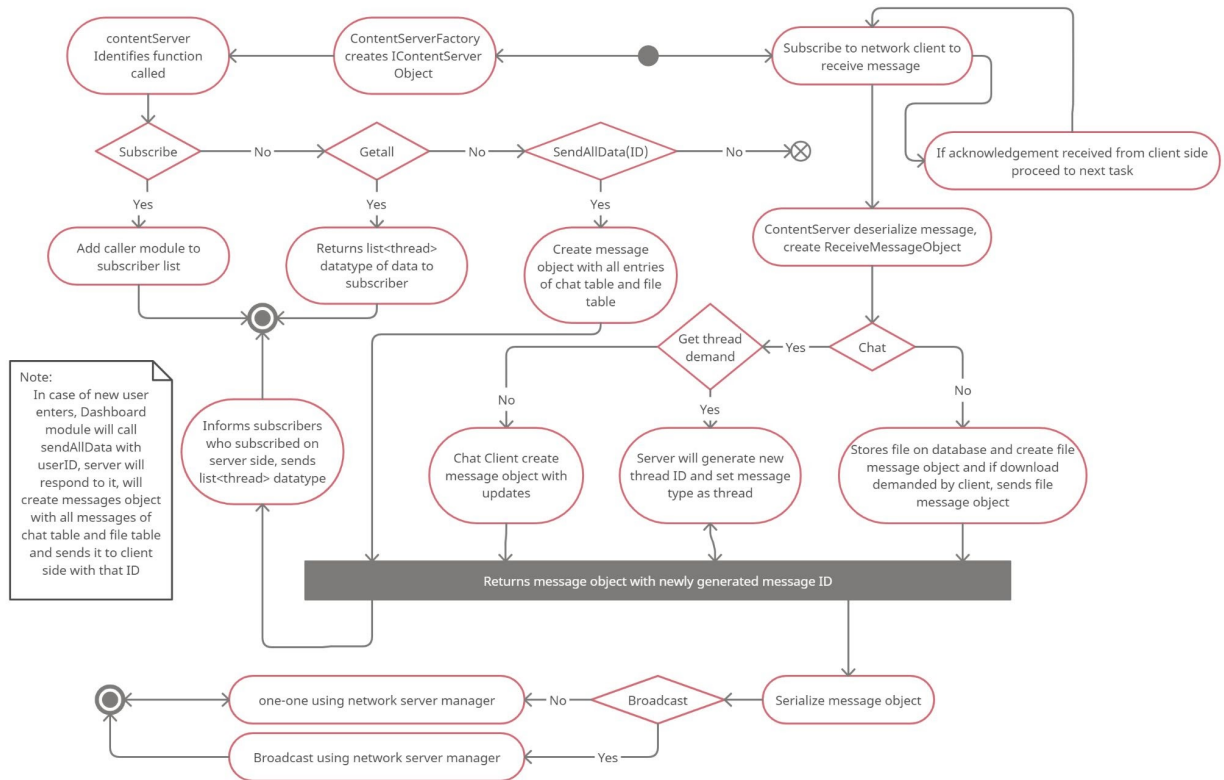 contentServer
Identifies function
called
ContentServerFactory
creates IContentServer
Object
Subscribe to network client to
receive message
Subscribe
No
Getall
No
SendAllData(ID)
No
If acknowledgement received from client side
proceed to next task
Yes
Yes
Yes
Add caller module to
subscriber list
Returns list<thread>
datatype of data to
subscriber
Create message
object with all entries
of chat table and file
table
ContentServer deserialize message,
create ReceiveMessageObject
Get thread
demand
Yes
Chat
No
Yes
No
Note:
In case of new user
enters, Dashboard
module will call
sendAllData with
userID, server will
respond to it, will
create messages object
with all messages of
chat table and file table
and sends it to client
side with that ID
Informs subscribers
who subscribed on
server side, sends
list<thread> datatype
Chat Client create
message object with
updates
Server will generate new
thread ID and set message
type as thread
Stores file on database and create file
message object and if download
demanded by client, sends file
message object
Returns message object with newly generated message ID
one-one using network server manager
No
Broadcast
Serialize message object
Broadcast using network server manager
Yes